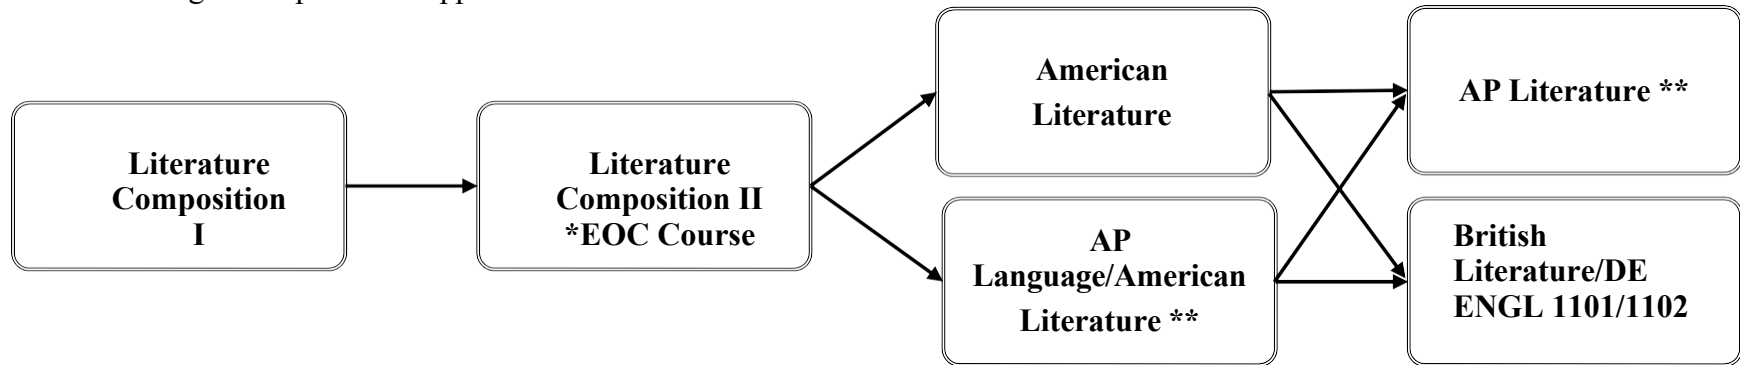 Literature
Composition
I
Literature
Composition II
*EOC Course
American
Literature
AP
Language/American
Literature **
AP Literature **
British
Literature/DE
ENGL 1101/1102